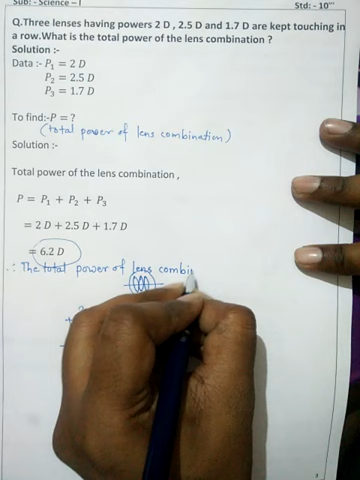 Sub: - Science – I Std: - 10ᵗʰ
Q.Three lenses having powers 2 D , 2.5 D and 1.7 D are kept touching in
a row.What is the total power of the lens combination ?
Solution :-
Data :- P₁ = 2 D
P₂ = 2.5 D
P₃ = 1.7 D
To find:-P = ?
(total power of lens combination)
Solution :-
Total power of the lens combination ,
P = P₁ + P₂ + P₃
= 2 D + 2.5 D + 1.7 D
= 6.2 D
∴ The total power of lens combi